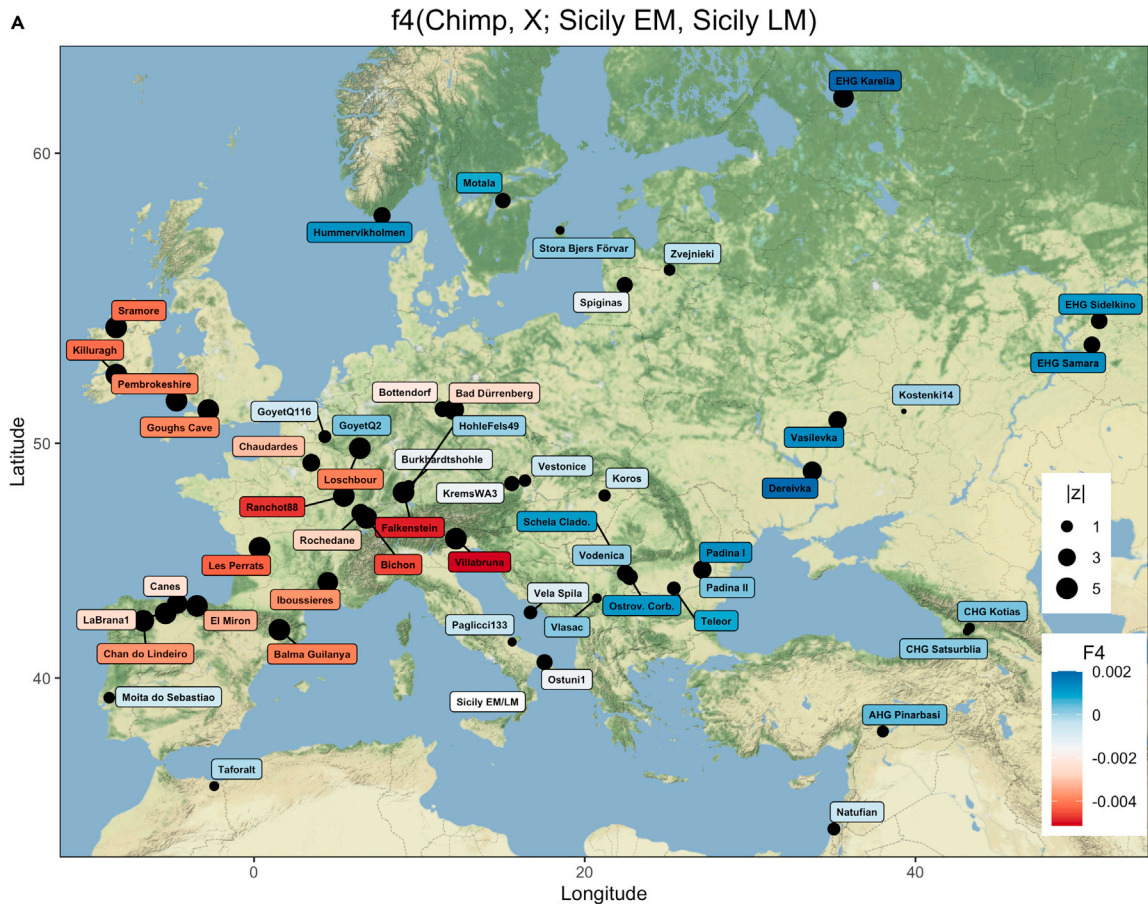 A
f4(Chimp, X; Sicily EM, Sicily LM)
EHG Karelia
60
Motala
Hummervikholmen
Stora Bjers Förvar
Zvejnieki
Spiginas
EHG Sidelkino
Sramore
Killuragh
EHG Samara
Pembrokeshire
Bottendorf
Bad Dürrenberg
Kostenki14
GoyetQ116
GoyetQ2
HohleFels49
Goughs Cave
50
Vasilevka
Chaudardes
Burkhardtshohle
Loschbour
Vestonice
Koros
KremsWA3
Dereivka
Ranchot88
Falkenstein
Schela Clado.
Rochedane
Vodenica
Padina I
Les Perrats
Bichon
Villabruna
Padina II
Canes
Iboussieres
Vela Spila
Ostrov. Corb.
LaBrana1
El Miron
Paglicci133
Vlasac
Teleor
CHG Kotias
Chan do Lindeiro
Balma Guilanya
CHG Satsurblia
Ostuni1
40
Moita do Sebastiao
Sicily EM/LM
AHG Pinarbasi
Taforalt
Natufian
|z|
1
3
5
F4
0.002
0
-0.002
-0.004
0
20
40
Latitude
Longitude